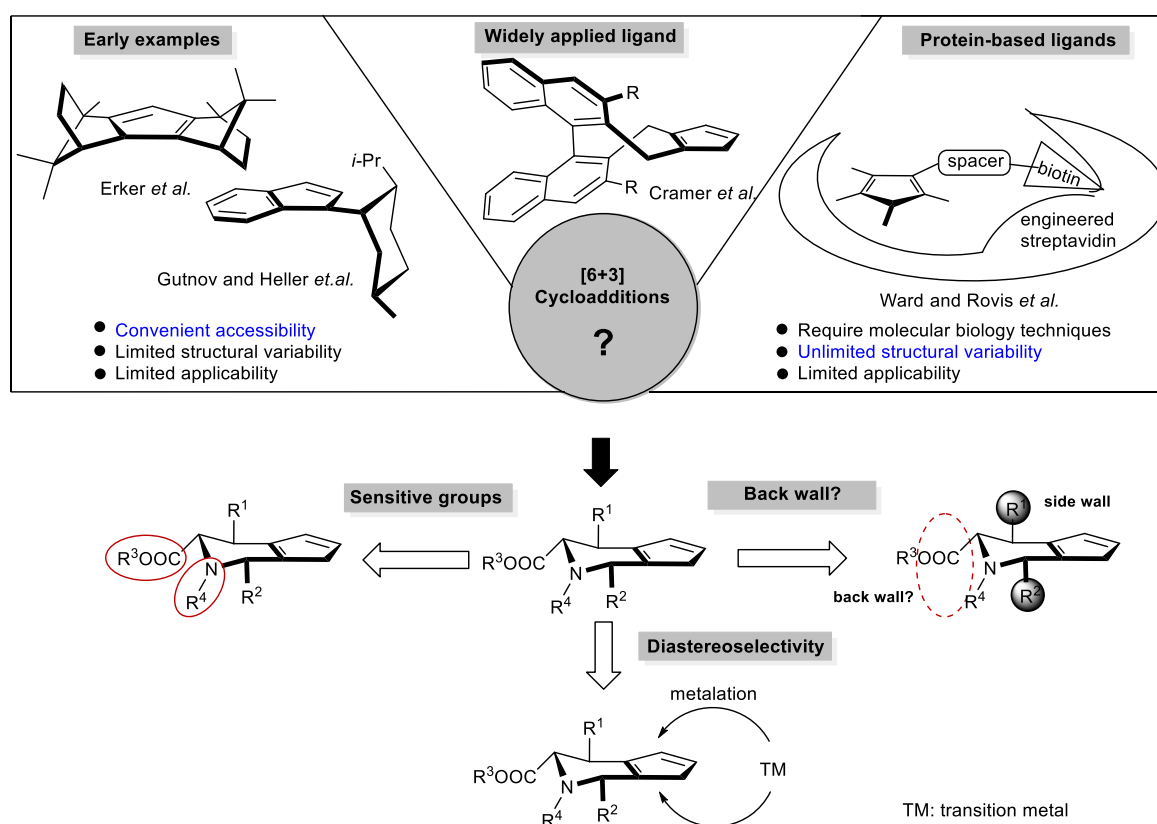 Early examples
Widely applied ligand
Protein-based ligands
Erker et al.
i-Pr
Gutnov and Heller et.al.
● Convenient accessibility
● Limited structural variability
● Limited applicability
R
R
Cramer et al.
[6+3]
Cycloadditions
?
spacer
biotin
engineered
streptavidin
Ward and Rovis et al.
● Require molecular biology techniques
● Unlimited structural variability
● Limited applicability
Sensitive groups
Back wall?
R¹
R³OOC
N
R⁴
R²
R¹
R³OOC
N
R⁴
R²
R¹
side wall
R³OOC
N
back wall?
R⁴
R²
Diastereoselectivity
metalation
R¹
R³OOC
N
R⁴
R²
TM
TM: transition metal